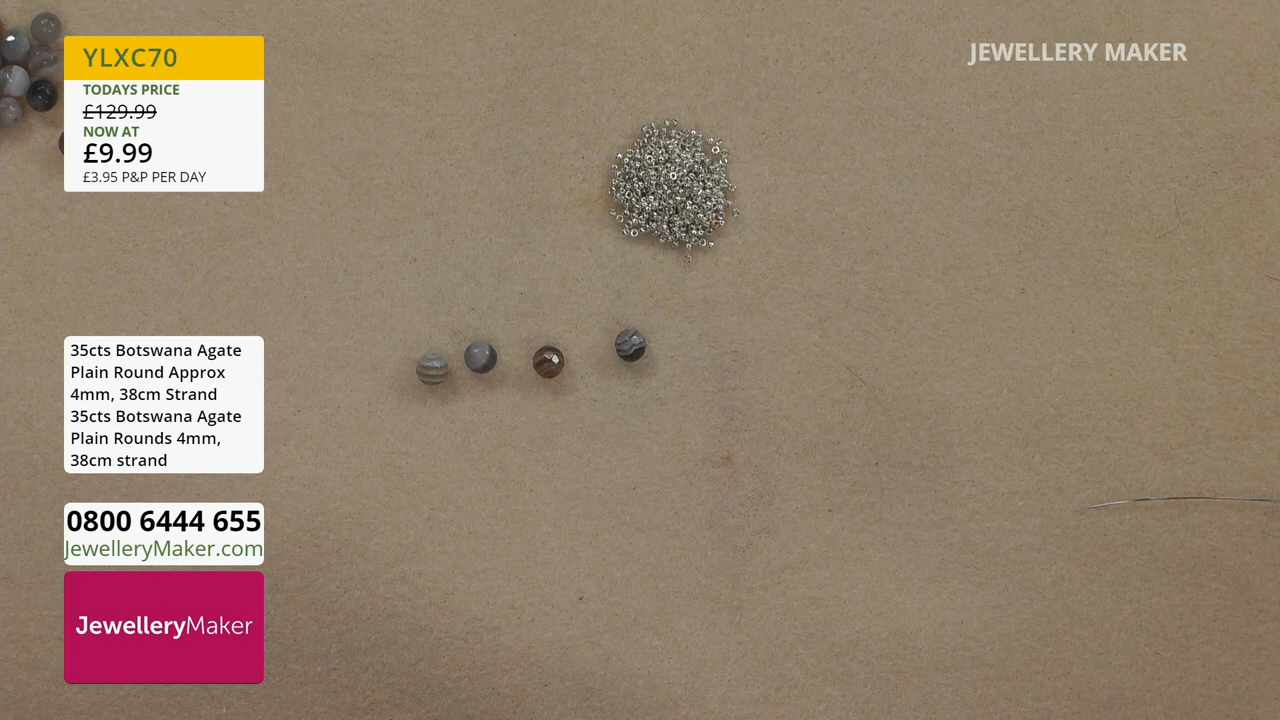 YLXC70
TODAYS PRICE
£129.99
NOW AT
£9.99
£3.95 P&P PER DAY
JEWELLERY MAKER
35cts Botswana Agate
Plain Round Approx
4mm, 38cm Strand
35cts Botswana Agate
Plain Rounds 4mm,
38cm strand
0800 6444 655
JewelleryMaker.com
JewelleryMaker